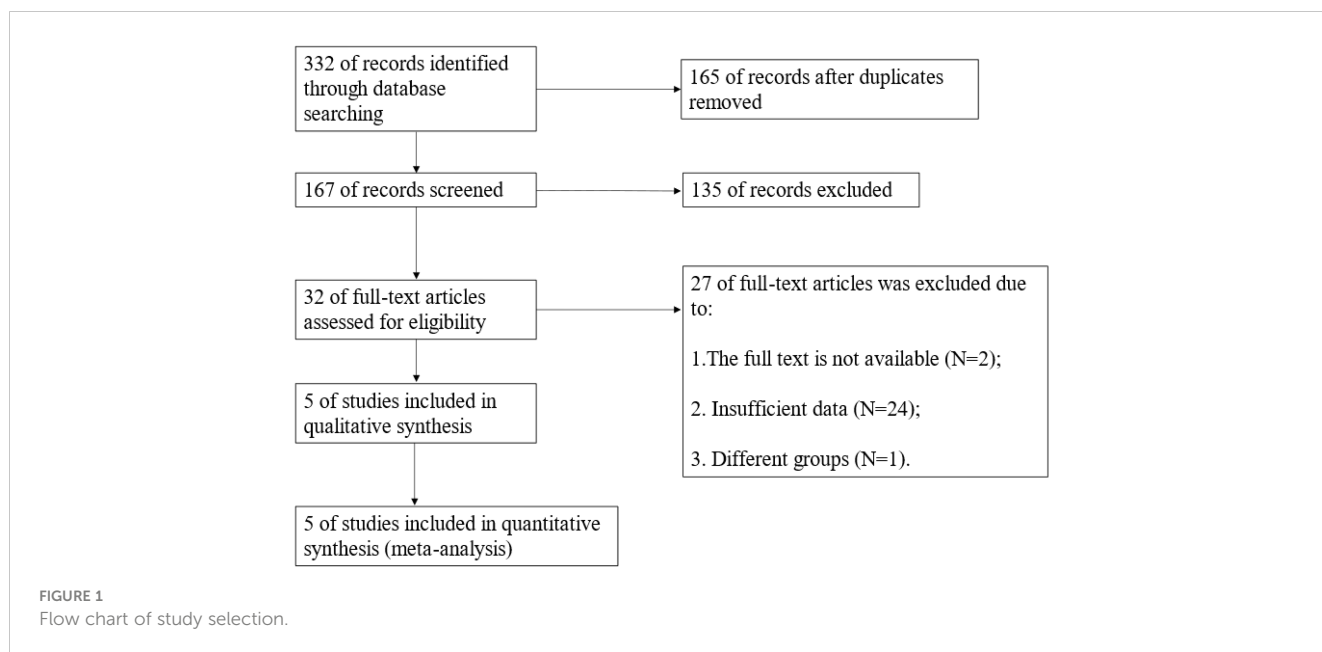 332 of records identified
through database
searching
165 of records after duplicates
removed
167 of records screened
135 of records excluded
32 of full-text articles
assessed for eligibility
27 of full-text articles was excluded due
to:
1.The full text is not available (N=2);
2. Insufficient data (N=24);
3. Different groups (N=1).
5 of studies included in
qualitative synthesis
5 of studies included in quantitative
synthesis (meta-analysis)
FIGURE 1
Flow chart of study selection.